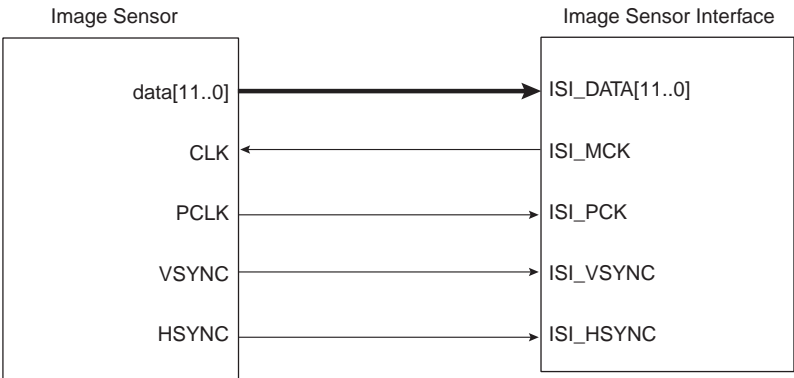 Image Sensor Image Sensor Interface
data[11..0] ISI_DATA[11..0]
CLK ISI_MCK
PCLK ISI_PCK
VSYNC ISI_VSYNC
HSYNC ISI_HSYNC